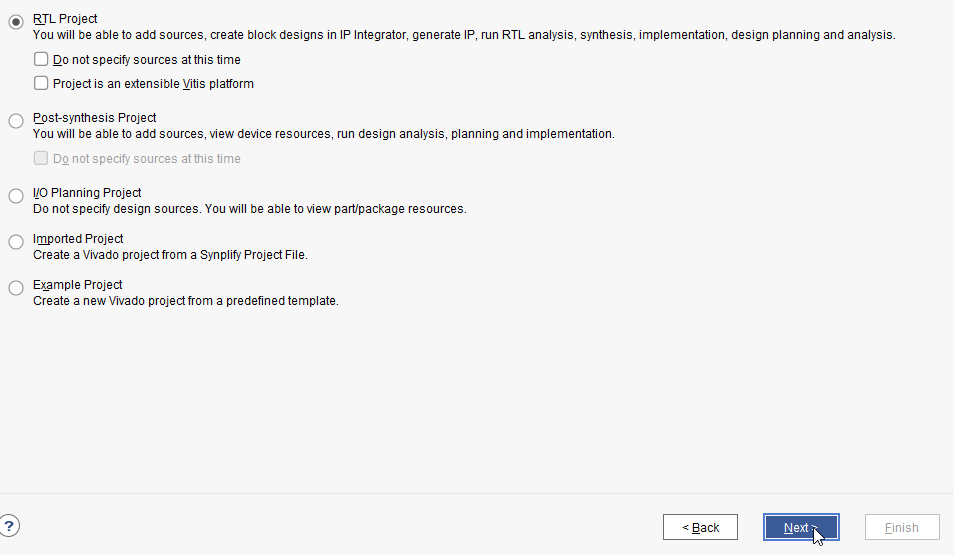 RTL Project
You will be able to add sources, create block designs in IP Integrator, generate IP, run RTL analysis, synthesis, implementation, design planning and analysis.
Do not specify sources at this time
Project is an extensible Vitis platform
Post-synthesis Project
You will be able to add sources, view device resources, run design analysis, planning and implementation.
Do not specify sources at this time
I/O Planning Project
Do not specify design sources. You will be able to view part/package resources.
Imported Project
Create a Vivado project from a Synplify Project File.
Example Project
Create a new Vivado project from a predefined template.
? < Back Next > Finish